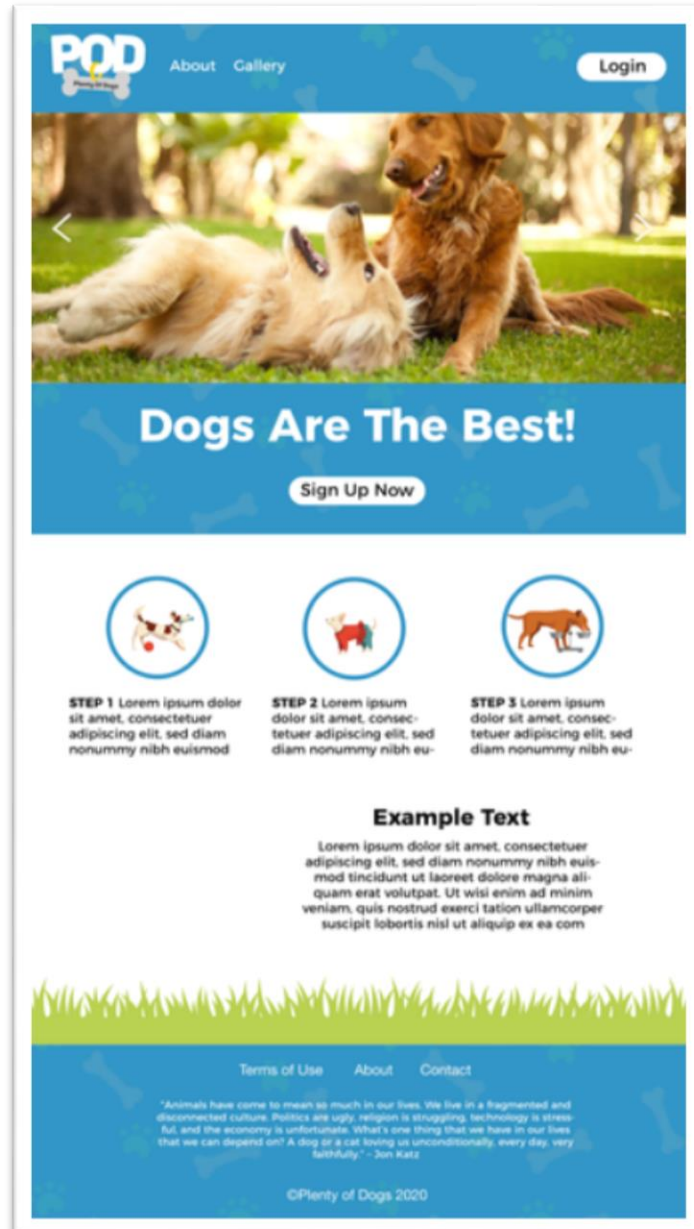 POD
Plenty Of Dogs
About Gallery
Login
Dogs Are The Best!
Sign Up Now
STEP 1 Lorem ipsum dolor
sit amet, consectetuer
adipiscing elit, sed diam
nonummy nibh euismod
STEP 2 Lorem ipsum
dolor sit amet, consec-
tetuer adipiscing elit, sed
diam nonummy nibh eu-
STEP 3 Lorem ipsum
dolor sit amet, consec-
tetuer adipiscing elit, sed
diam nonummy nibh eu-
Example Text
Lorem ipsum dolor sit amet, consectetuer
adipiscing elit, sed diam nonummy nibh euis-
mod tincidunt ut laoreet dolore magna ali-
quam erat volutpat. Ut wisi enim ad minim
veniam, quis nostrud exerci tation ullamcorper
suscipit lobortis nisl ut aliquip ex ea com
Terms of Use About Contact
"Animals have come to mean so much in our lives. We live in a fragmented and
disconnected culture. Politics are ugly, religion is struggling, technology is stress-
ful, and the economy is unfortunate. What's one thing that we have in our lives
that we can depend on? A dog or a cat loving us unconditionally, every day, very
faithfully." - Jon Katz
©Plenty of Dogs 2020